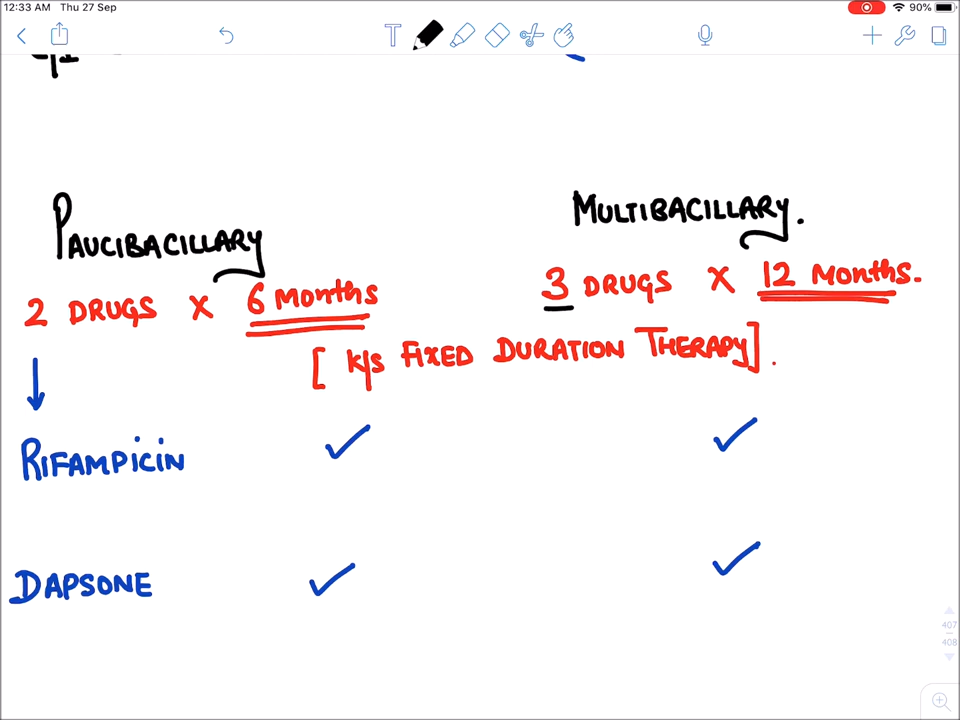 12:33 AM Thu 27 Sep
90%
T
PAUCIBACILLARY
MULTIBACILLARY.
2 DRUGS X 6 Months
3 DRUGS X 12 Months.
[ K/S FIXED DURATION THERAPY].
RIFAMPICIN ✓ ✓
DAPSONE ✓ ✓
407
408